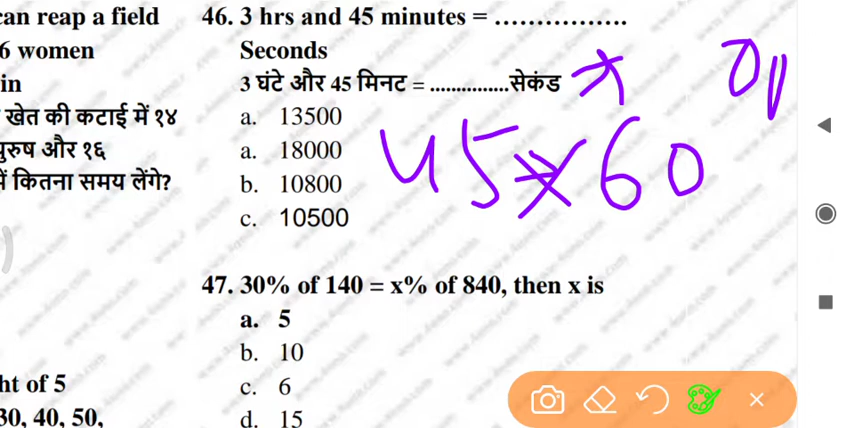 can reap a field
6 women
in
खेत की कटाई में १४
पुरुष और १६
में कितना समय लेंगे?
ht of 5
30, 40, 50,
46. 3 hrs and 45 minutes = .................
Seconds
3 घंटे और 45 मिनट = ...............सेकंड
a. 13500
a. 18000
b. 10800
c. 10500
45 × 60
47. 30% of 140 = x% of 840, then x is
a. 5
b. 10
c. 6
d. 15